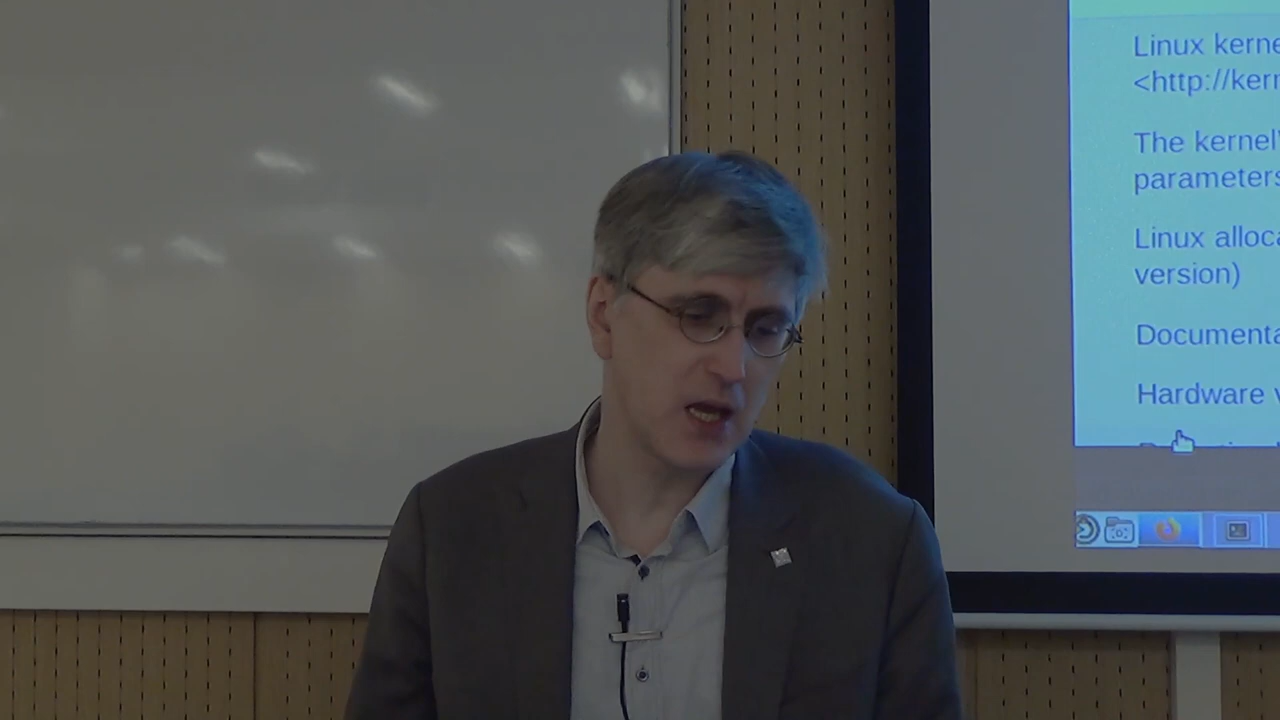 Linux kerne
<http://kern
The kernel'
parameters
Linux alloca
version)
Documenta
Hardware v